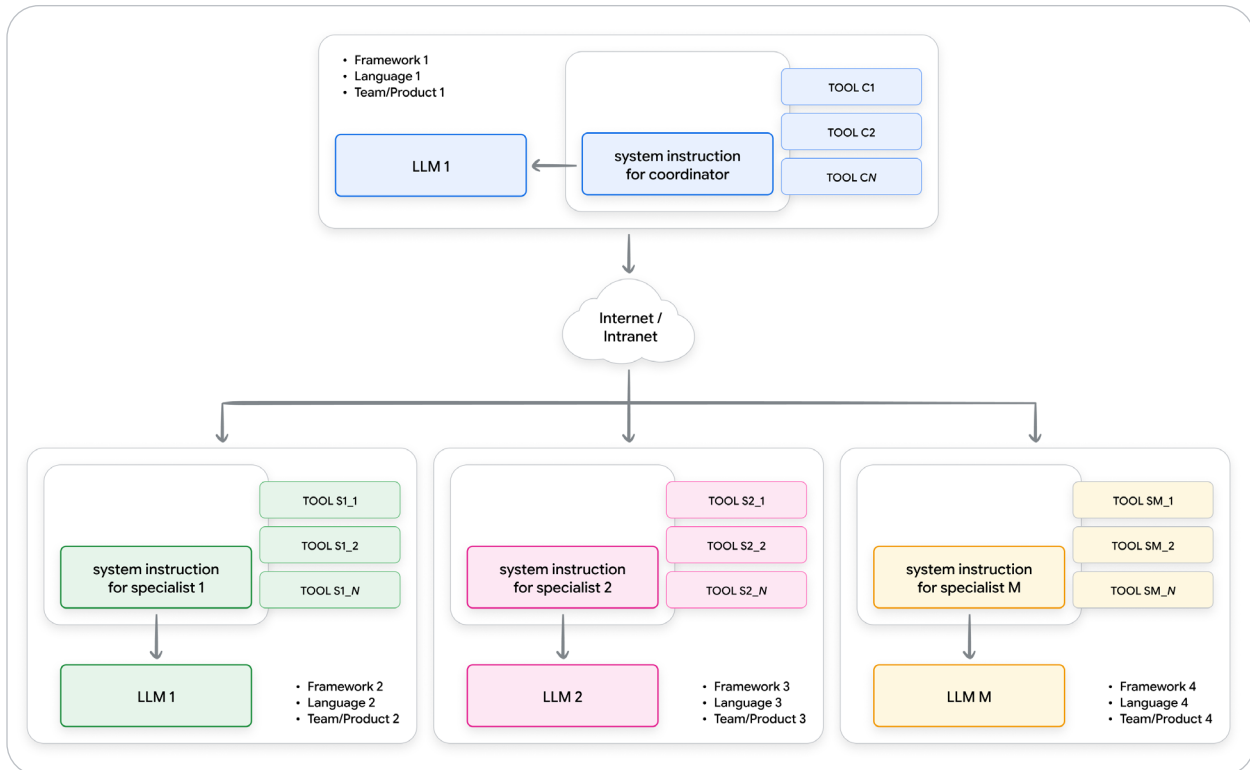 Framework 1
Language 1
Team/Product 1
LLM 1
system instruction
for coordinator
TOOL C1
TOOL C2
TOOL CN
Internet /
Intranet
system instruction
for specialist 1
TOOL S1_1
TOOL S1_2
TOOL S1_N
LLM 1
Framework 2
Language 2
Team/Product 2
system instruction
for specialist 2
TOOL S2_1
TOOL S2_2
TOOL S2_N
LLM 2
Framework 3
Language 3
Team/Product 3
system instruction
for specialist M
TOOL SM_1
TOOL SM_2
TOOL SM_N
LLM M
Framework 4
Language 4
Team/Product 4